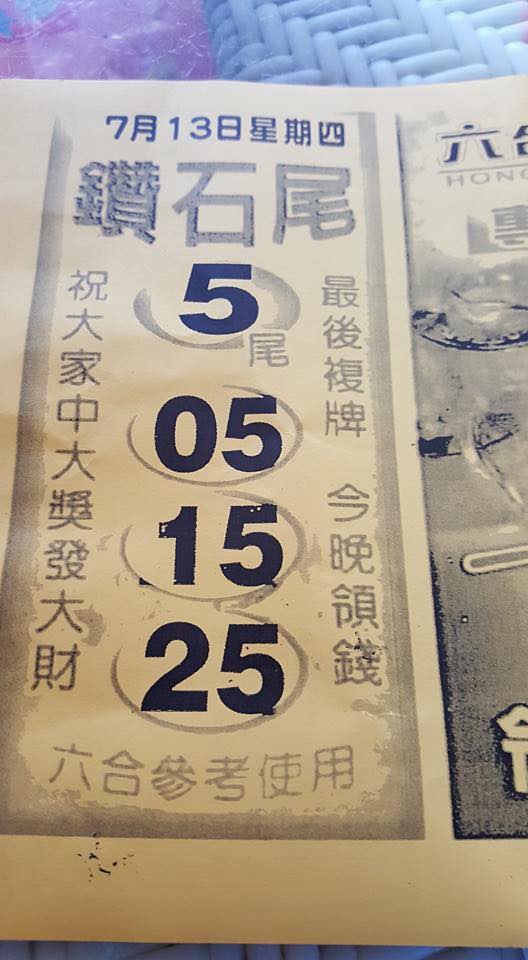 7月13日星期四
鑽石尾
祝大家中大獎發大財
5
尾
05
15
25
最後複牌 今晚領錢
六合參考使用
六合
HONG